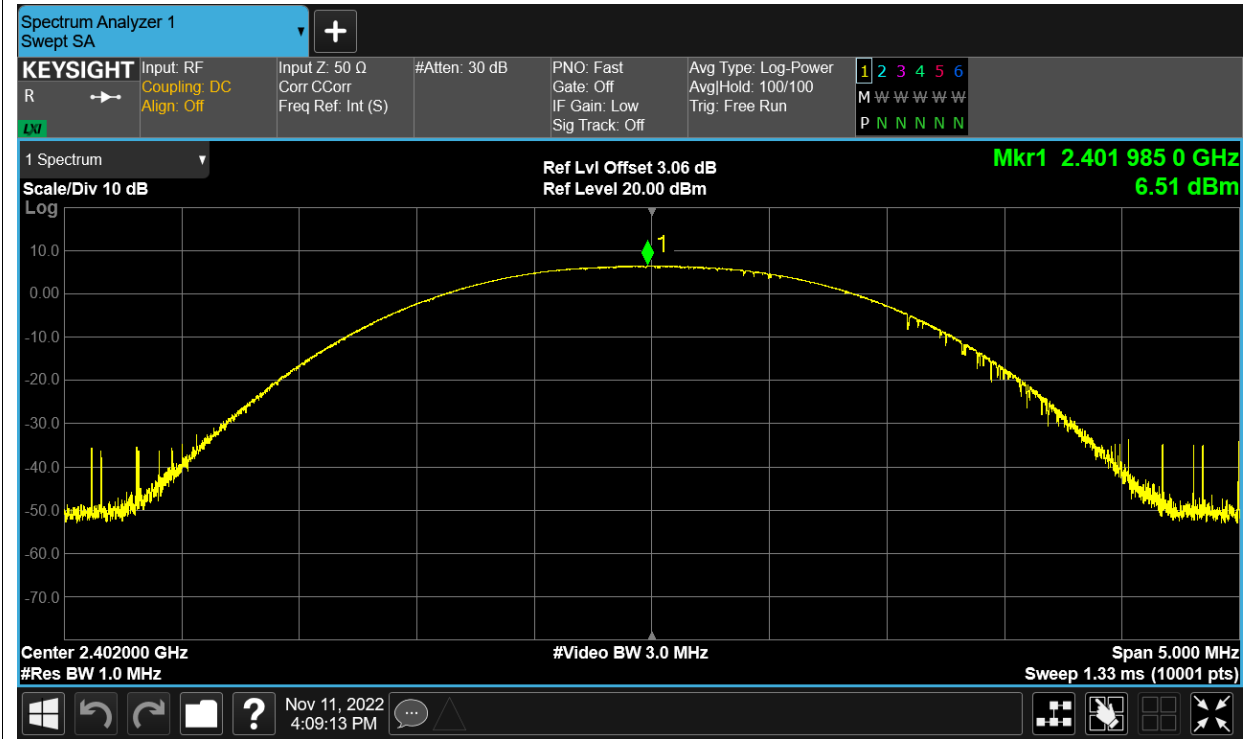 Spectrum Analyzer 1
Swept SA
+
KEYSIGHT
R
LXI
Input: RF
Coupling: DC
Align: Off
Input Z: 50 Ω
Corr CCorr
Freq Ref: Int (S)
#Atten: 30 dB
PNO: Fast
Gate: Off
IF Gain: Low
Sig Track: Off
Avg Type: Log-Power
Avg|Hold: 100/100
Trig: Free Run
1 2 3 4 5 6
M W W W W W W
P N N N N N N
1 Spectrum
Scale/Div 10 dB
Log
Ref Lvl Offset 3.06 dB
Ref Level 20.00 dBm
Mkr1 2.401 985 0 GHz
6.51 dBm
1
10.0
0.00
-10.0
-20.0
-30.0
-40.0
-50.0
-60.0
-70.0
Center 2.402000 GHz
#Res BW 1.0 MHz
#Video BW 3.0 MHz
Span 5.000 MHz
Sweep 1.33 ms (10001 pts)
?
Nov 11, 2022
4:09:13 PM